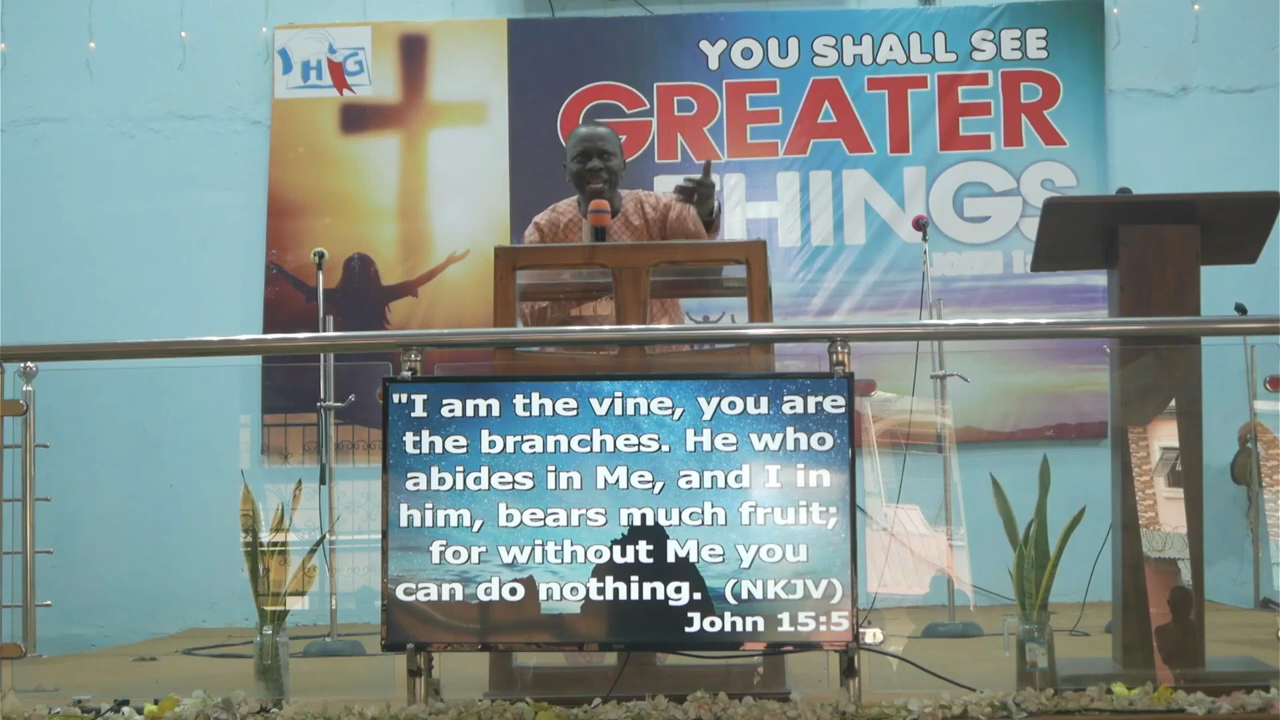 HG
YOU SHALL SEE
GREATER
THINGS
"I am the vine, you are
the branches. He who
abides in Me, and I in
him, bears much fruit;
for without Me you
can do nothing. (NKJV)
John 15:5